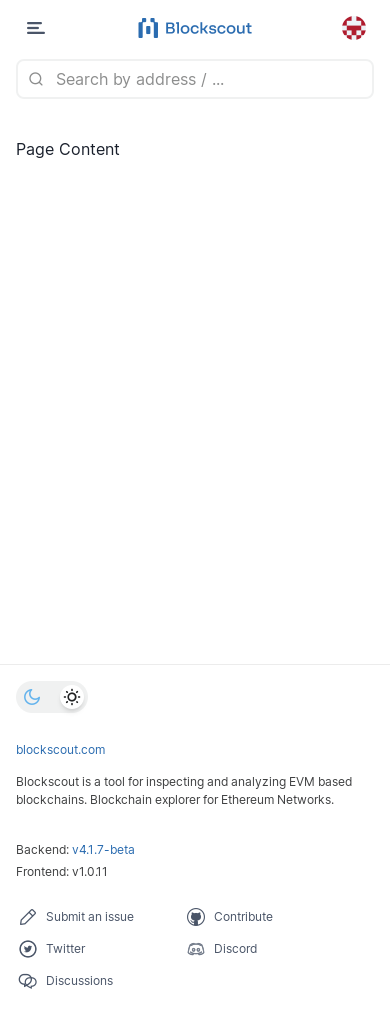 Blockscout
Search by address / ...
Page Content
blockscout.com
Blockscout is a tool for inspecting and analyzing EVM based
blockchains. Blockchain explorer for Ethereum Networks.
Backend: v4.1.7-beta
Frontend: v1.0.11
Submit an issue
Contribute
Twitter
Discord
Discussions